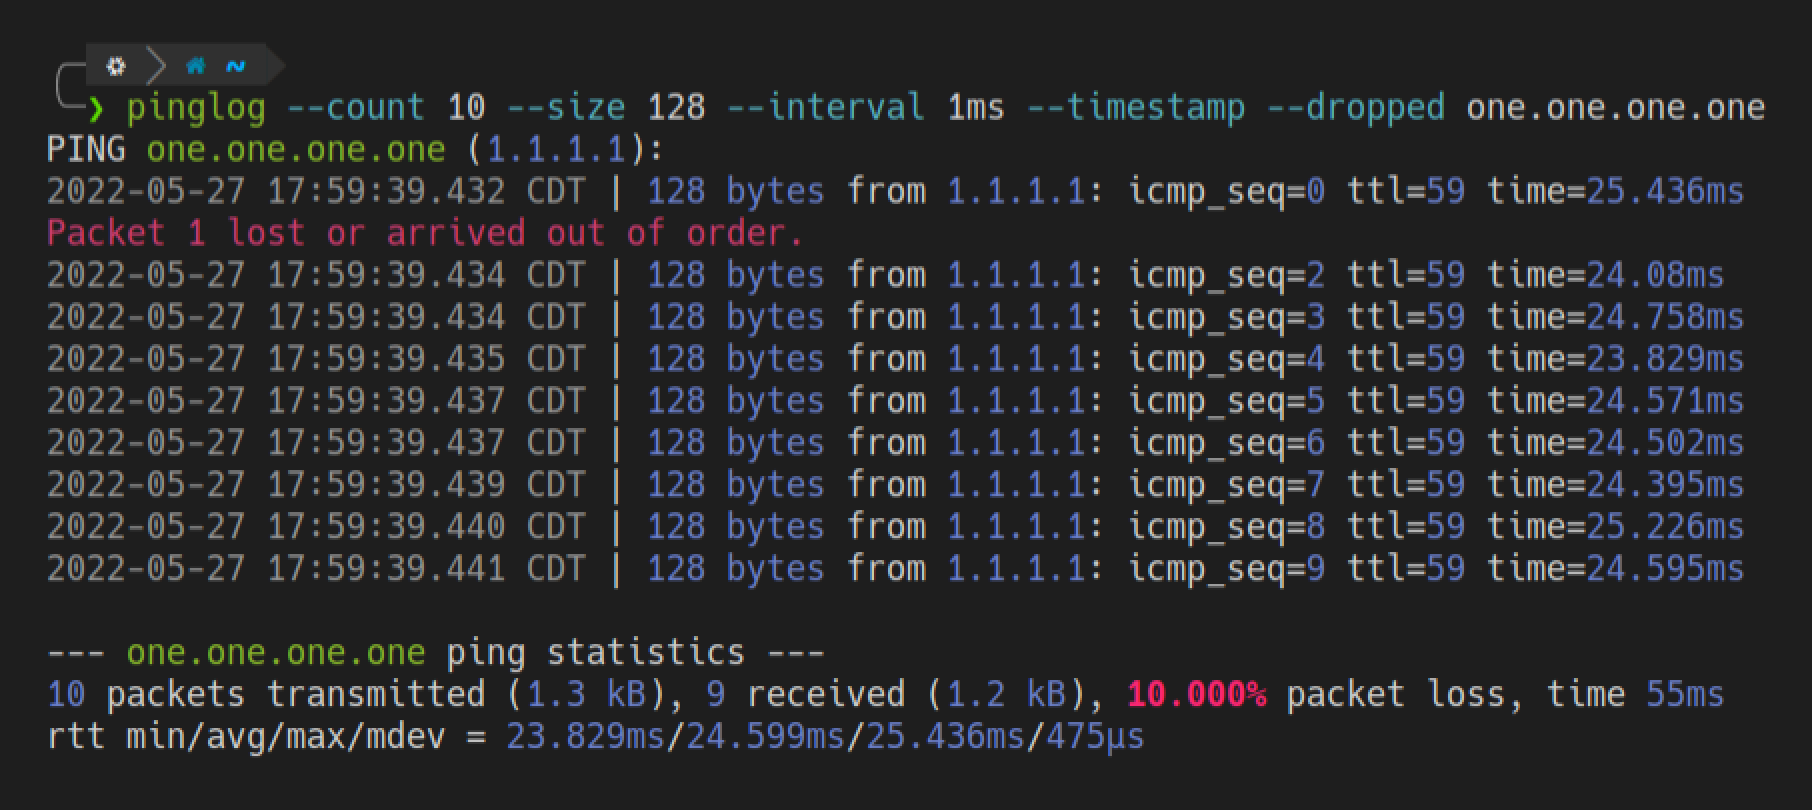 ~
❯ pinglog --count 10 --size 128 --interval 1ms --timestamp --dropped one.one.one.one
PING one.one.one.one (1.1.1.1):
2022-05-27 17:59:39.432 CDT | 128 bytes from 1.1.1.1: icmp_seq=0 ttl=59 time=25.436ms
Packet 1 lost or arrived out of order.
2022-05-27 17:59:39.434 CDT | 128 bytes from 1.1.1.1: icmp_seq=2 ttl=59 time=24.08ms
2022-05-27 17:59:39.434 CDT | 128 bytes from 1.1.1.1: icmp_seq=3 ttl=59 time=24.758ms
2022-05-27 17:59:39.435 CDT | 128 bytes from 1.1.1.1: icmp_seq=4 ttl=59 time=23.829ms
2022-05-27 17:59:39.437 CDT | 128 bytes from 1.1.1.1: icmp_seq=5 ttl=59 time=24.571ms
2022-05-27 17:59:39.437 CDT | 128 bytes from 1.1.1.1: icmp_seq=6 ttl=59 time=24.502ms
2022-05-27 17:59:39.439 CDT | 128 bytes from 1.1.1.1: icmp_seq=7 ttl=59 time=24.395ms
2022-05-27 17:59:39.440 CDT | 128 bytes from 1.1.1.1: icmp_seq=8 ttl=59 time=25.226ms
2022-05-27 17:59:39.441 CDT | 128 bytes from 1.1.1.1: icmp_seq=9 ttl=59 time=24.595ms
--- one.one.one.one ping statistics ---
10 packets transmitted (1.3 kB), 9 received (1.2 kB), 10.000% packet loss, time 55ms
rtt min/avg/max/mdev = 23.829ms/24.599ms/25.436ms/475µs